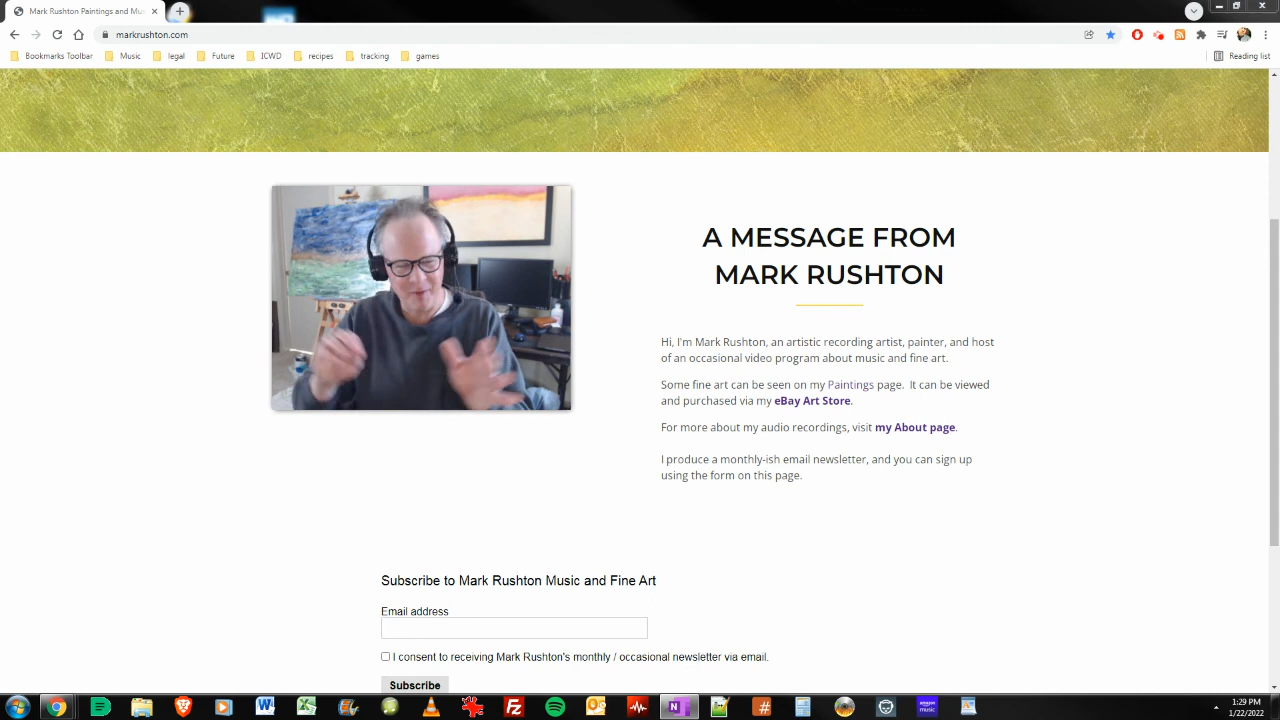 Mark Rushton Paintings and Mus
markrushton.com
Bookmarks Toolbar
Music
legal
Future
ICWD
recipes
tracking
games
Reading list
A MESSAGE FROM
MARK RUSHTON
Hi, I'm Mark Rushton, an artistic recording artist, painter, and host
of an occasional video program about music and fine art.
Some fine art can be seen on my Paintings page. It can be viewed
and purchased via my eBay Art Store.
For more about my audio recordings, visit my About page.
I produce a monthly-ish email newsletter, and you can sign up
using the form on this page.
Subscribe to Mark Rushton Music and Fine Art
Email address
I consent to receiving Mark Rushton's monthly / occasional newsletter via email.
Subscribe
amazon
music
1:29 PM
1/22/2022